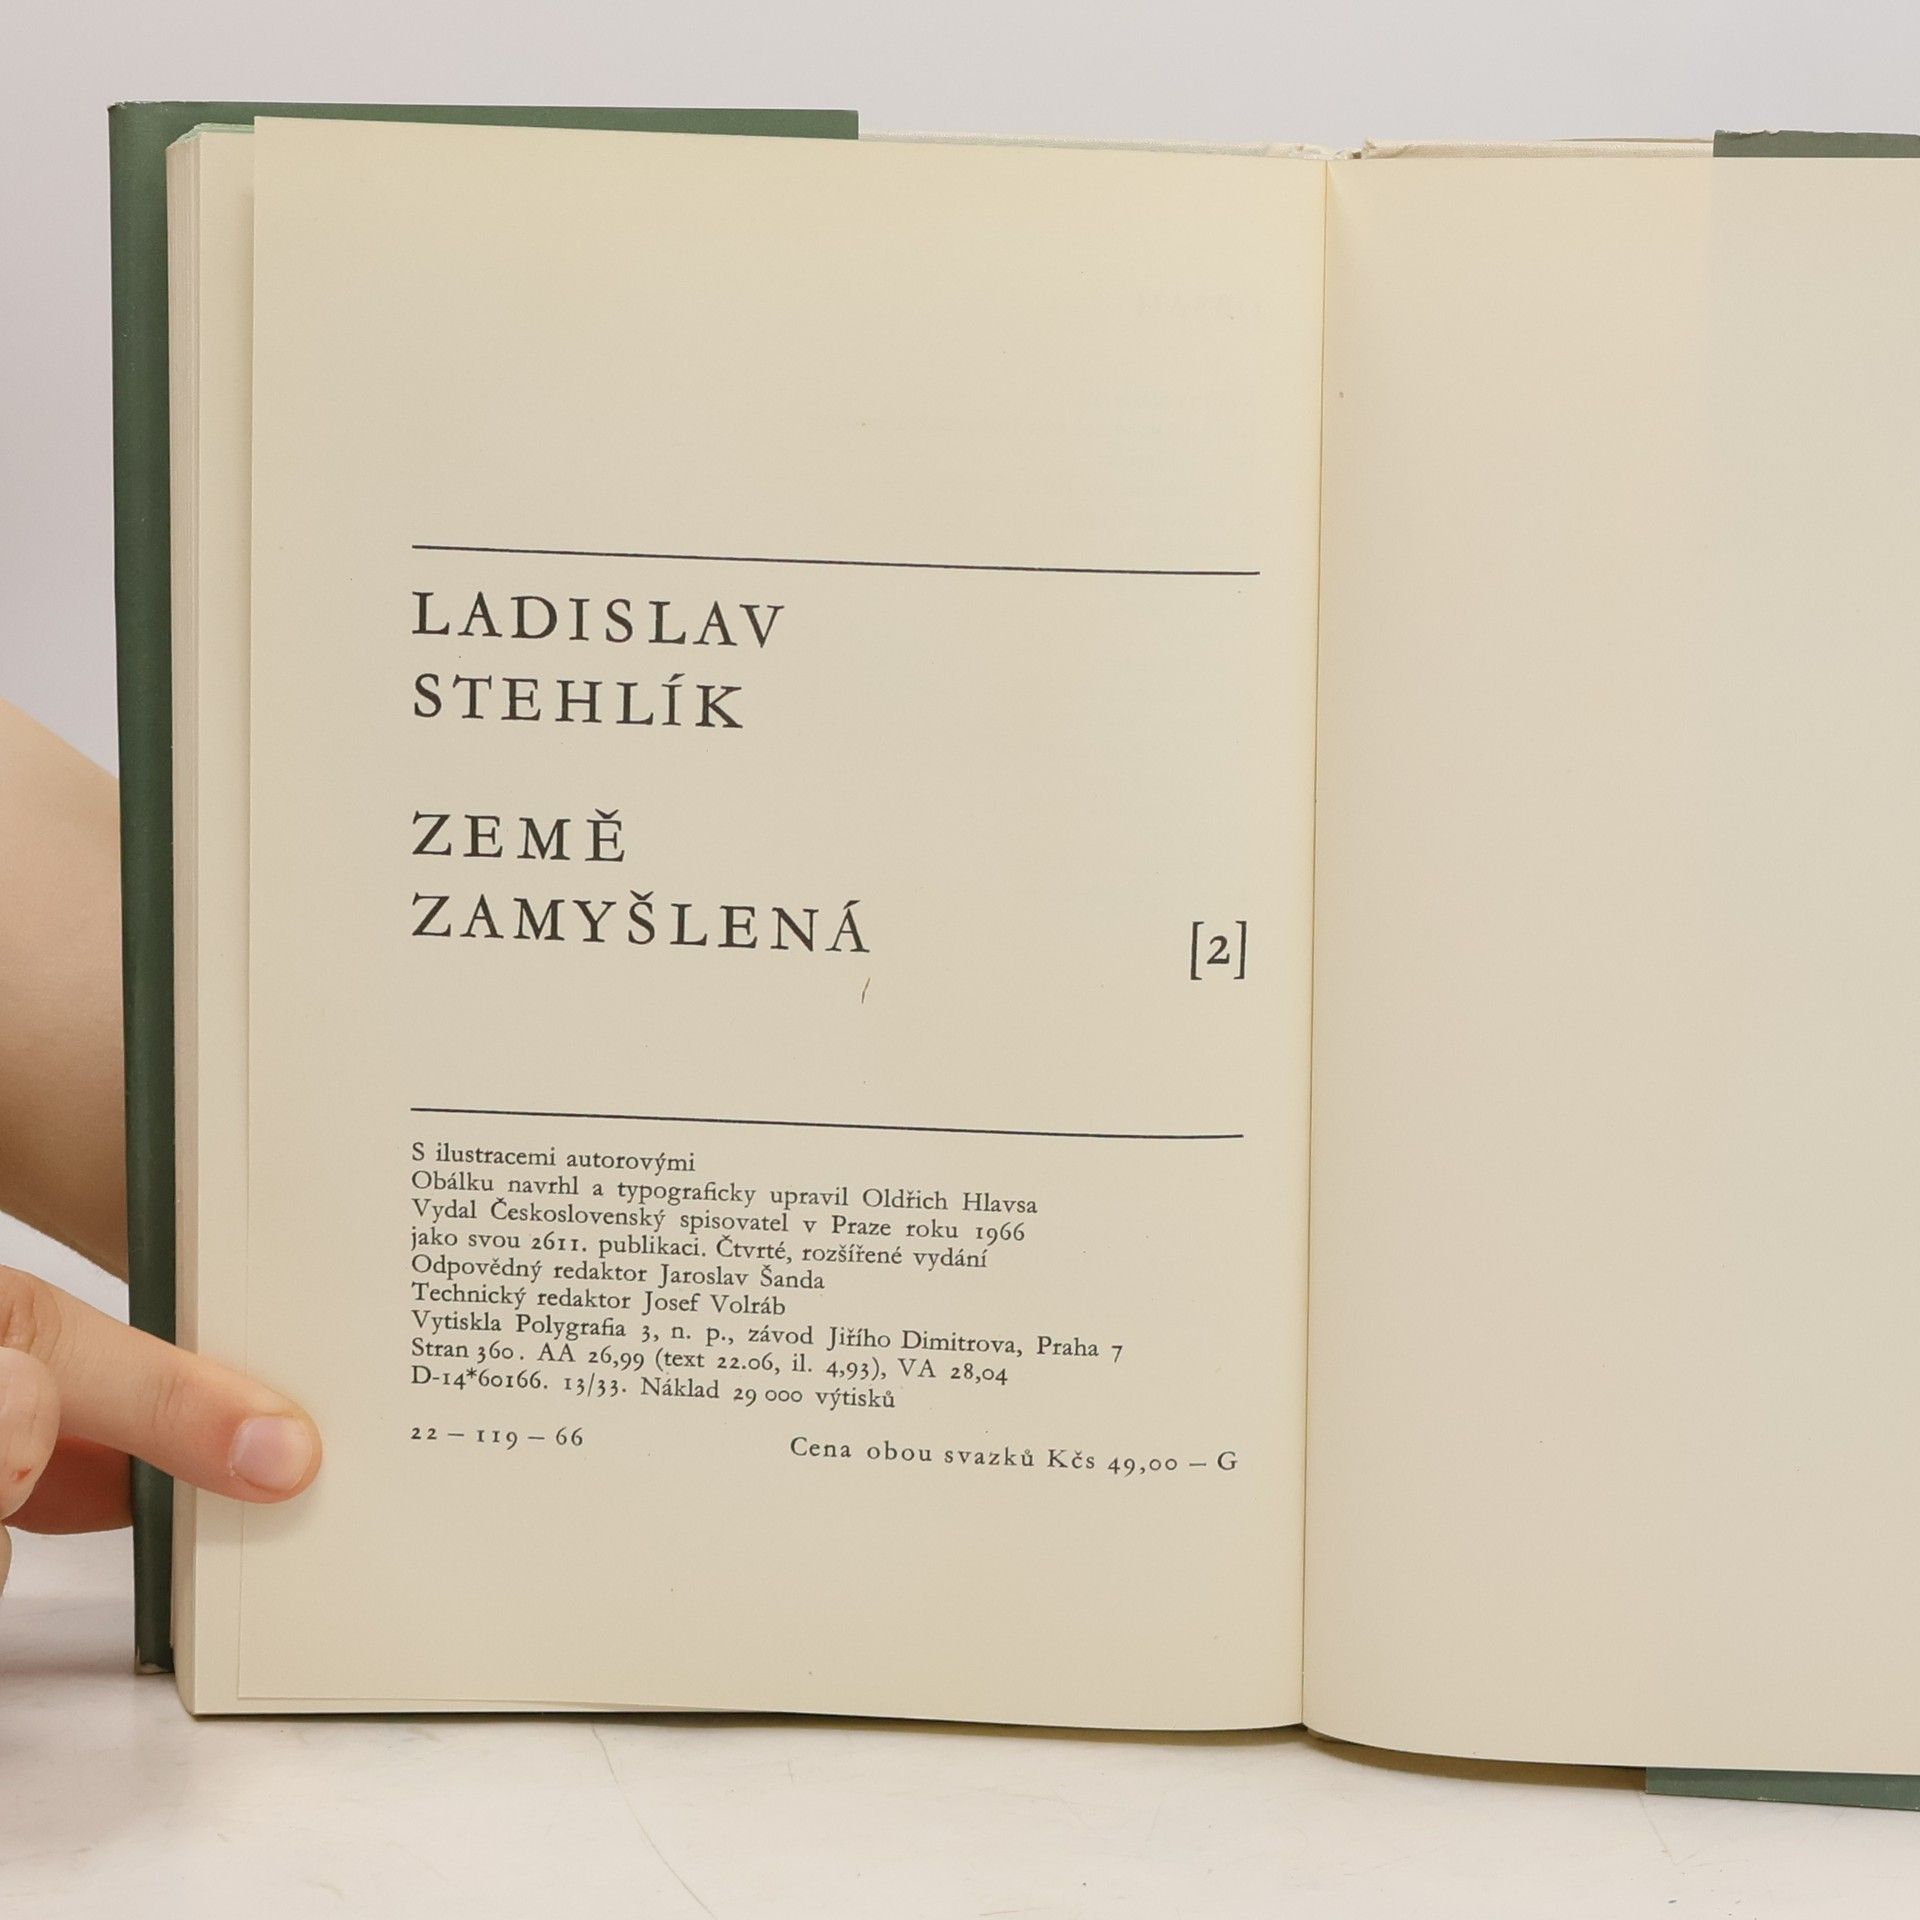 LADISLAV
STEHLÍK
ZEMĚ
ZAMYŠLENÁ [2]
S ilustracemi autorovými
Obálku navrhl a typograficky upravil Oldřich Hlavsa
Vydal Československý spisovatel v Praze roku 1966
jako svou 2611. publikaci. Čtvrté, rozšířené vydání
Odpovědný redaktor Jaroslav Šanda
Technický redaktor Josef Volráb
Vytiskla Polygrafia 3, n. p., závod Jiřího Dimitrova, Praha 7
Stran 360. AA 26,99 (text 22.06, il. 4,93), VA 28,04
D-14*60166. 13/33. Náklad 29 000 výtisků
22 — 119 — 66 Cena obou svazků Kčs 49,00 — G